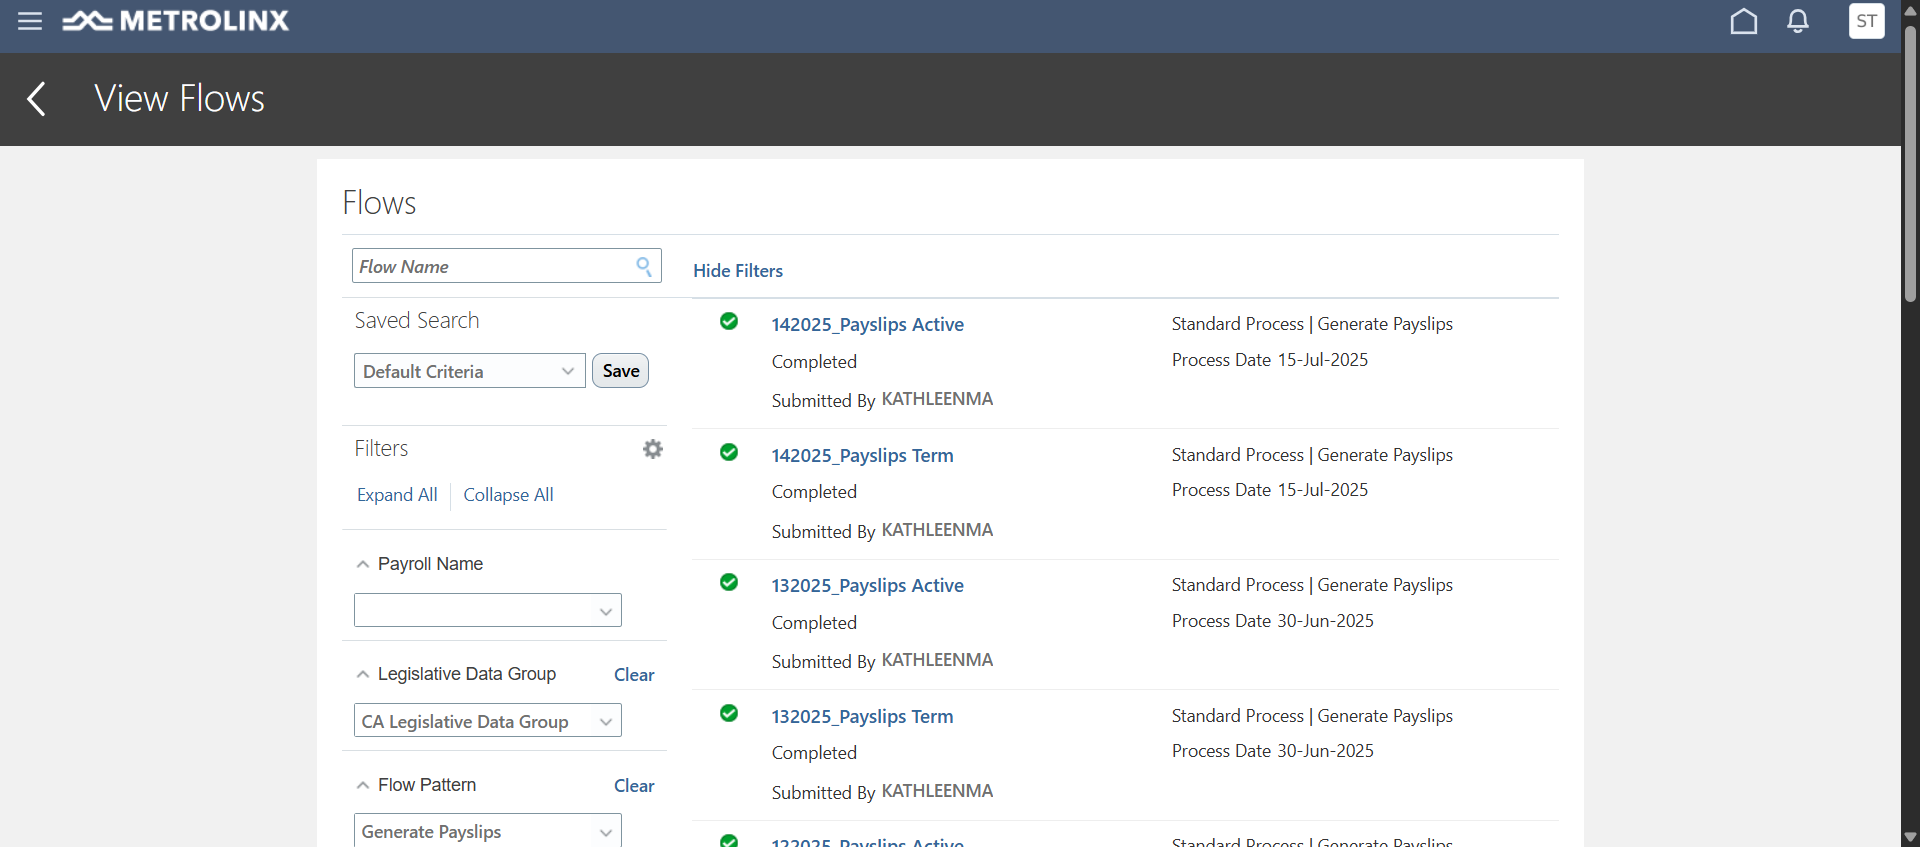 METROLINX
ST
View Flows
Flows
Flow Name
Hide Filters
Saved Search
Default Criteria
Save
Filters
Expand All
Collapse All
Payroll Name
Legislative Data Group
Clear
CA Legislative Data Group
Flow Pattern
Clear
Generate Payslips
142025_Payslips Active
Completed
Submitted By KATHLEENMA
Standard Process | Generate Payslips
Process Date 15-Jul-2025
142025_Payslips Term
Completed
Submitted By KATHLEENMA
Standard Process | Generate Payslips
Process Date 15-Jul-2025
132025_Payslips Active
Completed
Submitted By KATHLEENMA
Standard Process | Generate Payslips
Process Date 30-Jun-2025
132025_Payslips Term
Completed
Submitted By KATHLEENMA
Standard Process | Generate Payslips
Process Date 30-Jun-2025
122025_Payslips Active
Standard Process | Generate Payslips